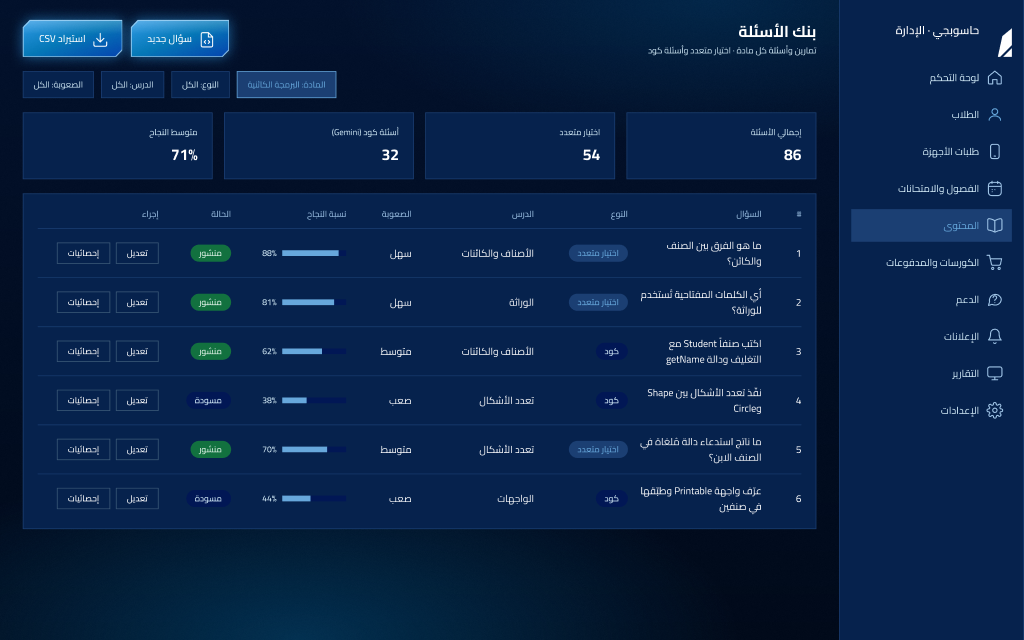 حاسوبجي · الإدارة
لوحة التحكم
الطلاب
طلبات الأجهزة
الفصول والامتحانات
المحتوى
الكورسات والمدفوعات
الدعم
الإعلانات
التقارير
الإعدادات
بنك الأسئلة
تمارين وأسئلة كل مادة · اختيار متعدد وأسئلة كود
سؤال جديد
استيراد CSV
المادة: البرمجة الكائنية
النوع: الكل
الدرس: الكل
الصعوبة: الكل
إجمالي الأسئلة
86
اختيار متعدد
54
أسئلة كود (Gemini)
32
متوسط النجاح
71%
# السؤال النوع الدرس الصعوبة نسبة النجاح الحالة إجراء
1 ما هو الفرق بين الصنف
والكائن؟ اختيار متعدد الأصناف والكائنات سهل 88% منشور تعديل إحصائيات
2 أي الكلمات المفتاحية تُستخدم
للوراثة؟ اختيار متعدد الوراثة سهل 81% منشور تعديل إحصائيات
3 اكتب صنفاً Student مع
التغليف ودالة getName كود الأصناف والكائنات متوسط 62% منشور تعديل إحصائيات
4 نفّذ تعدد الأشكال بين Shape
وCircle كود تعدد الأشكال صعب 38% مسودة تعديل إحصائيات
5 ما ناتج استدعاء دالة مُلغاة في
الصنف الابن؟ اختيار متعدد تعدد الأشكال متوسط 70% منشور تعديل إحصائيات
6 عرّف واجهة Printable وطبّقها
في صنفين كود الواجهات صعب 44% مسودة تعديل إحصائيات